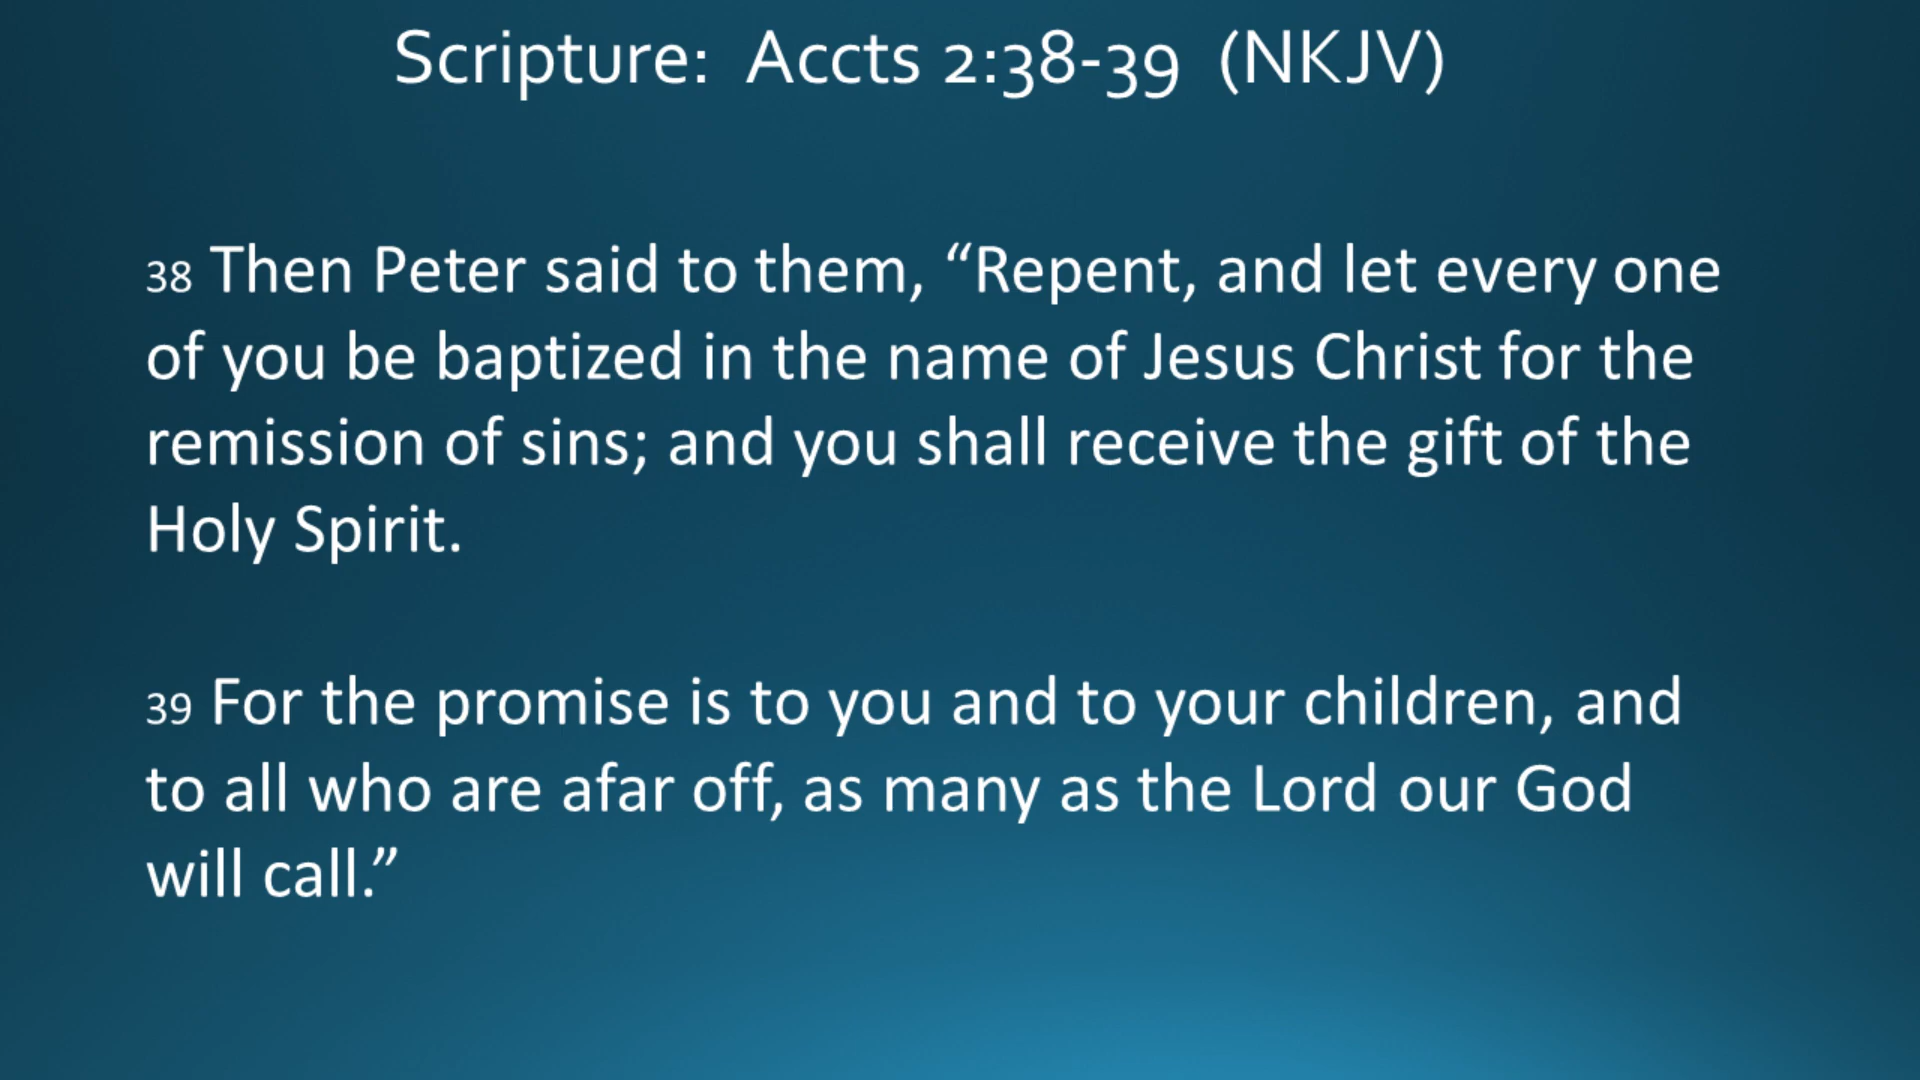 Scripture:  Accts 2:38-39  (NKJV)
38 Then Peter said to them, “Repent, and let every one
of you be baptized in the name of Jesus Christ for the
remission of sins; and you shall receive the gift of the
Holy Spirit.
39 For the promise is to you and to your children, and
to all who are afar off, as many as the Lord our God
will call.”